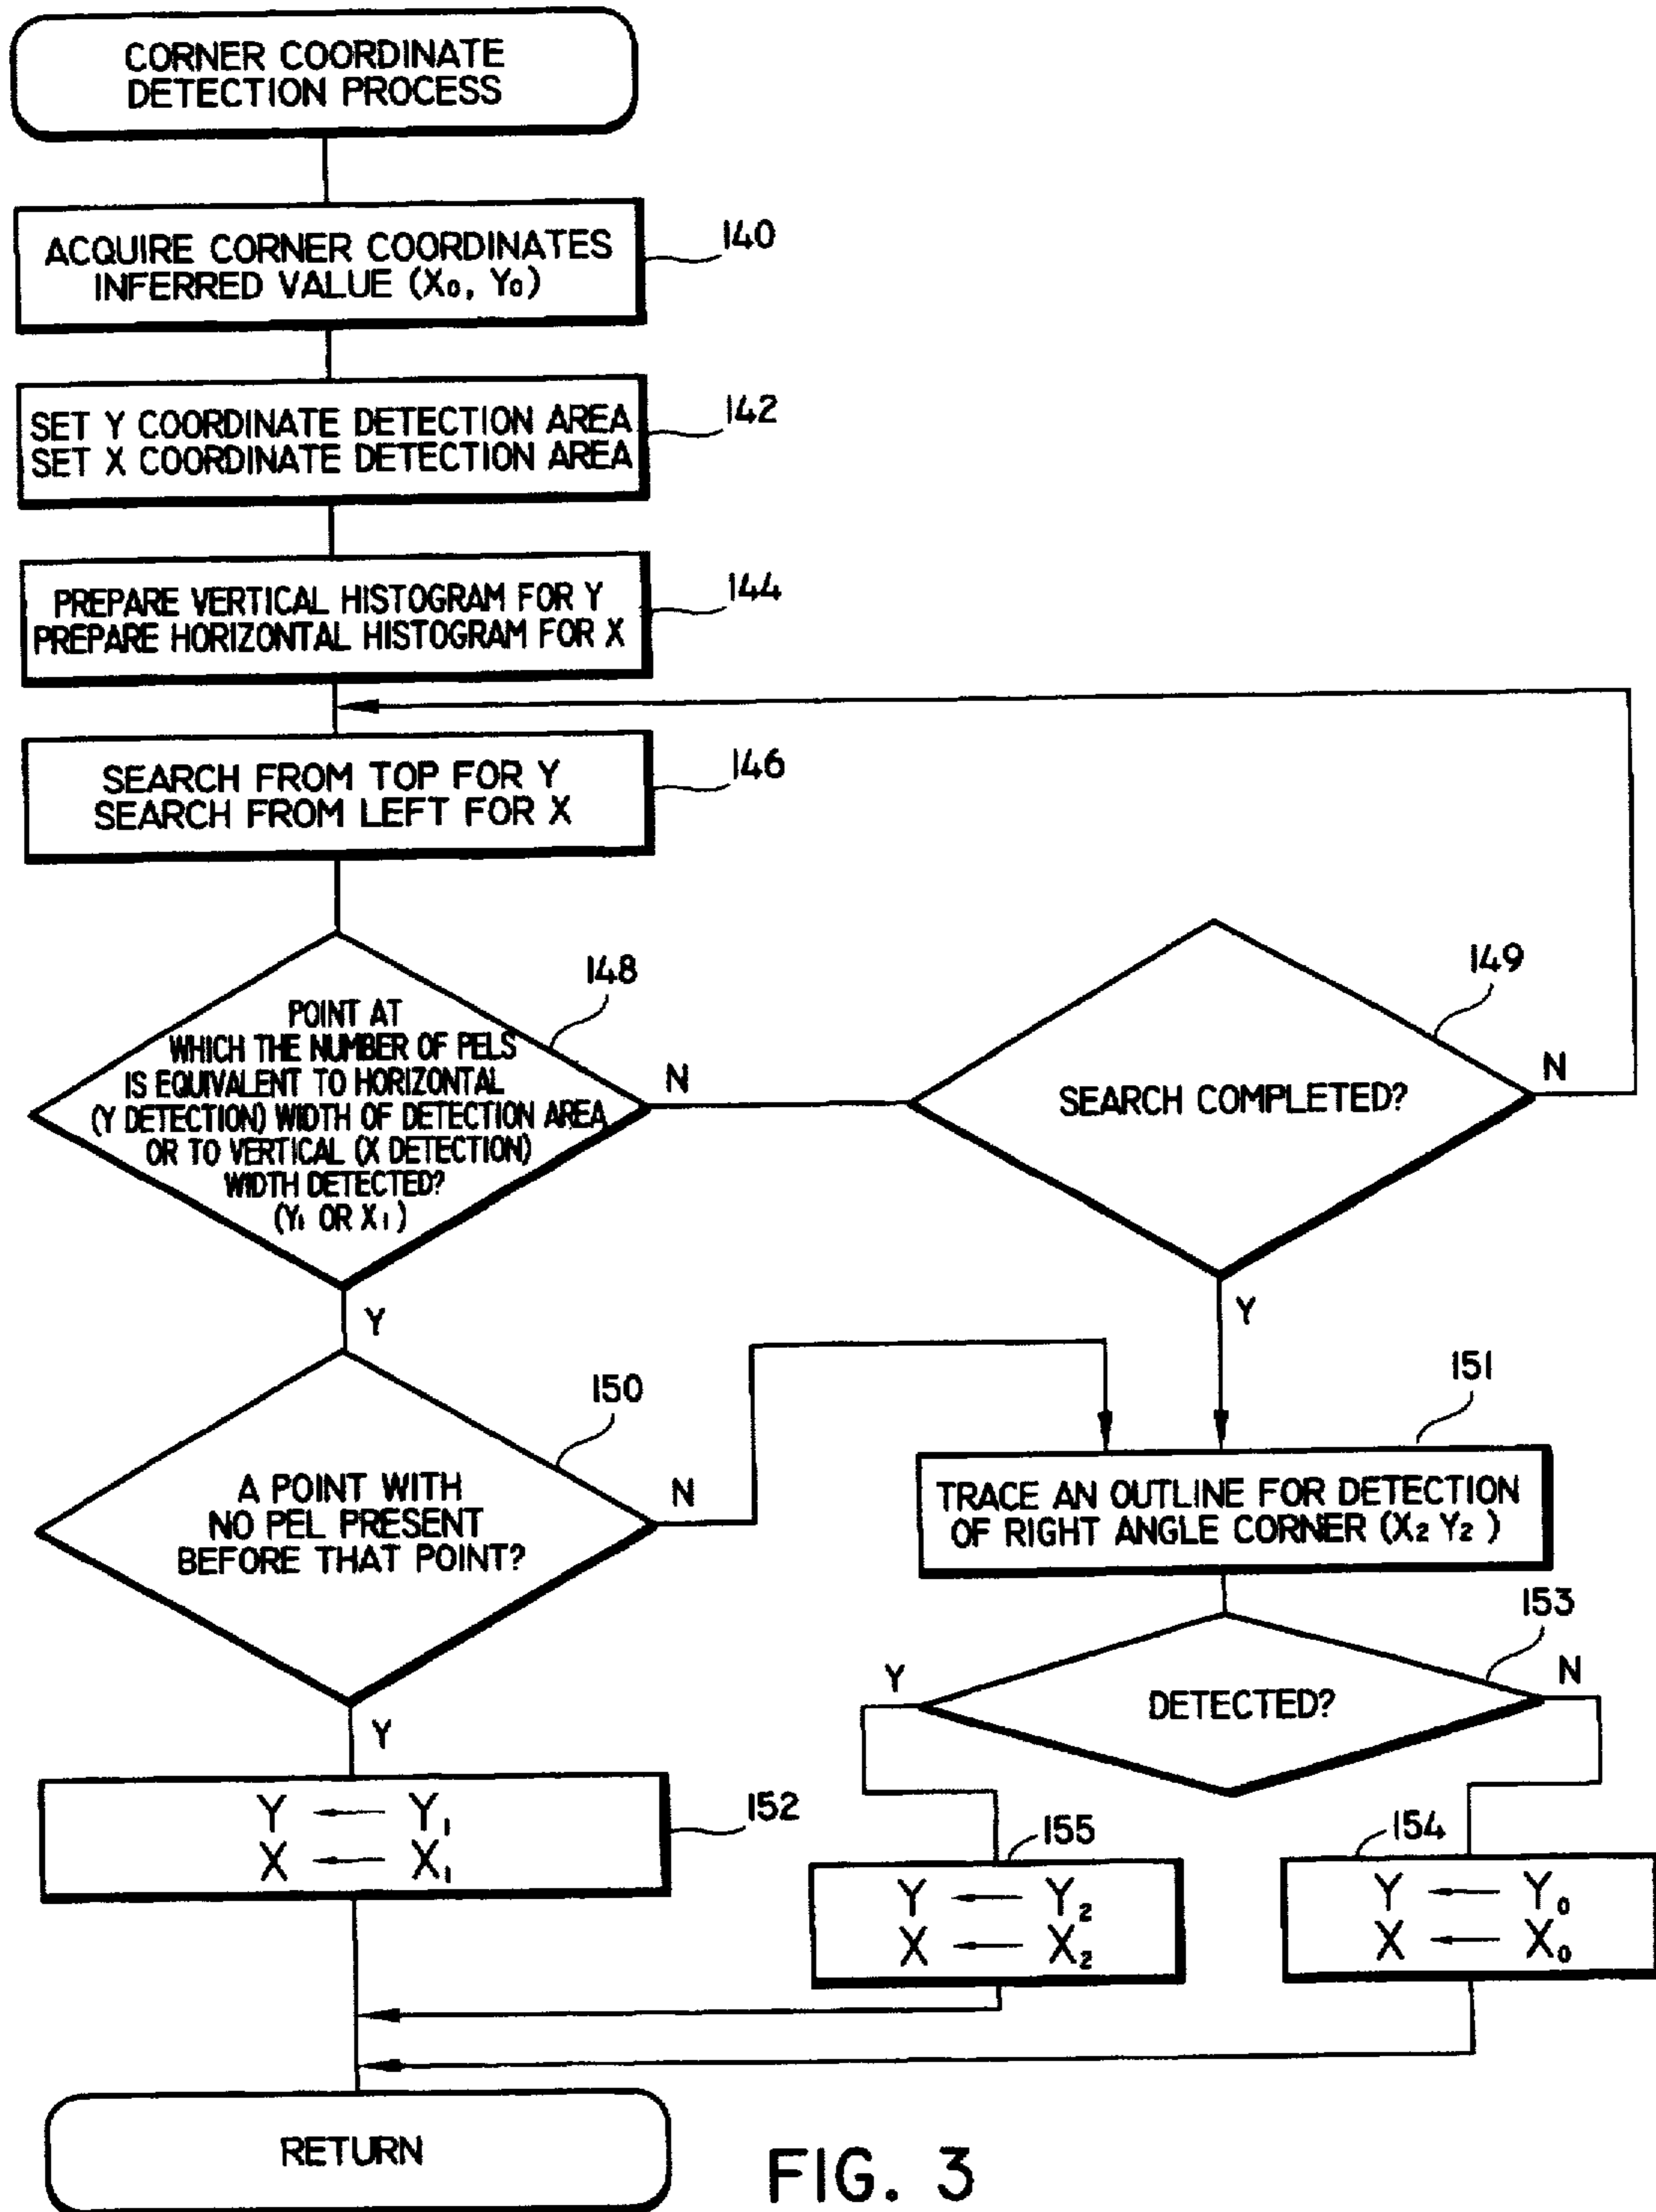 CORNER COORDINATE
DETECTION PROCESS
ACQUIRE CORNER COORDINATES
INFERRED VALUE (X₀, Y₀)
140
SET Y COORDINATE DETECTION AREA
SET X COORDINATE DETECTION AREA
142
PREPARE VERTICAL HISTOGRAM FOR Y
PREPARE HORIZONTAL HISTOGRAM FOR X
144
SEARCH FROM TOP FOR Y
SEARCH FROM LEFT FOR X
146
POINT AT
WHICH THE NUMBER OF PELS
IS EQUIVALENT TO HORIZONTAL
(Y DETECTION) WIDTH OF DETECTION AREA
OR TO VERTICAL (X DETECTION)
WIDTH DETECTED?
(Y₁ OR X₁)
148
N
Y
SEARCH COMPLETED?
149
N
Y
A POINT WITH
NO PEL PRESENT
BEFORE THAT POINT?
150
N
Y
TRACE AN OUTLINE FOR DETECTION
OF RIGHT ANGLE CORNER (X₂ Y₂)
151
DETECTED?
153
Y
N
Y ← Y₁
X ← X₁
152
Y ← Y₂
X ← X₂
155
Y ← Y₀
X ← X₀
154
RETURN
FIG. 3